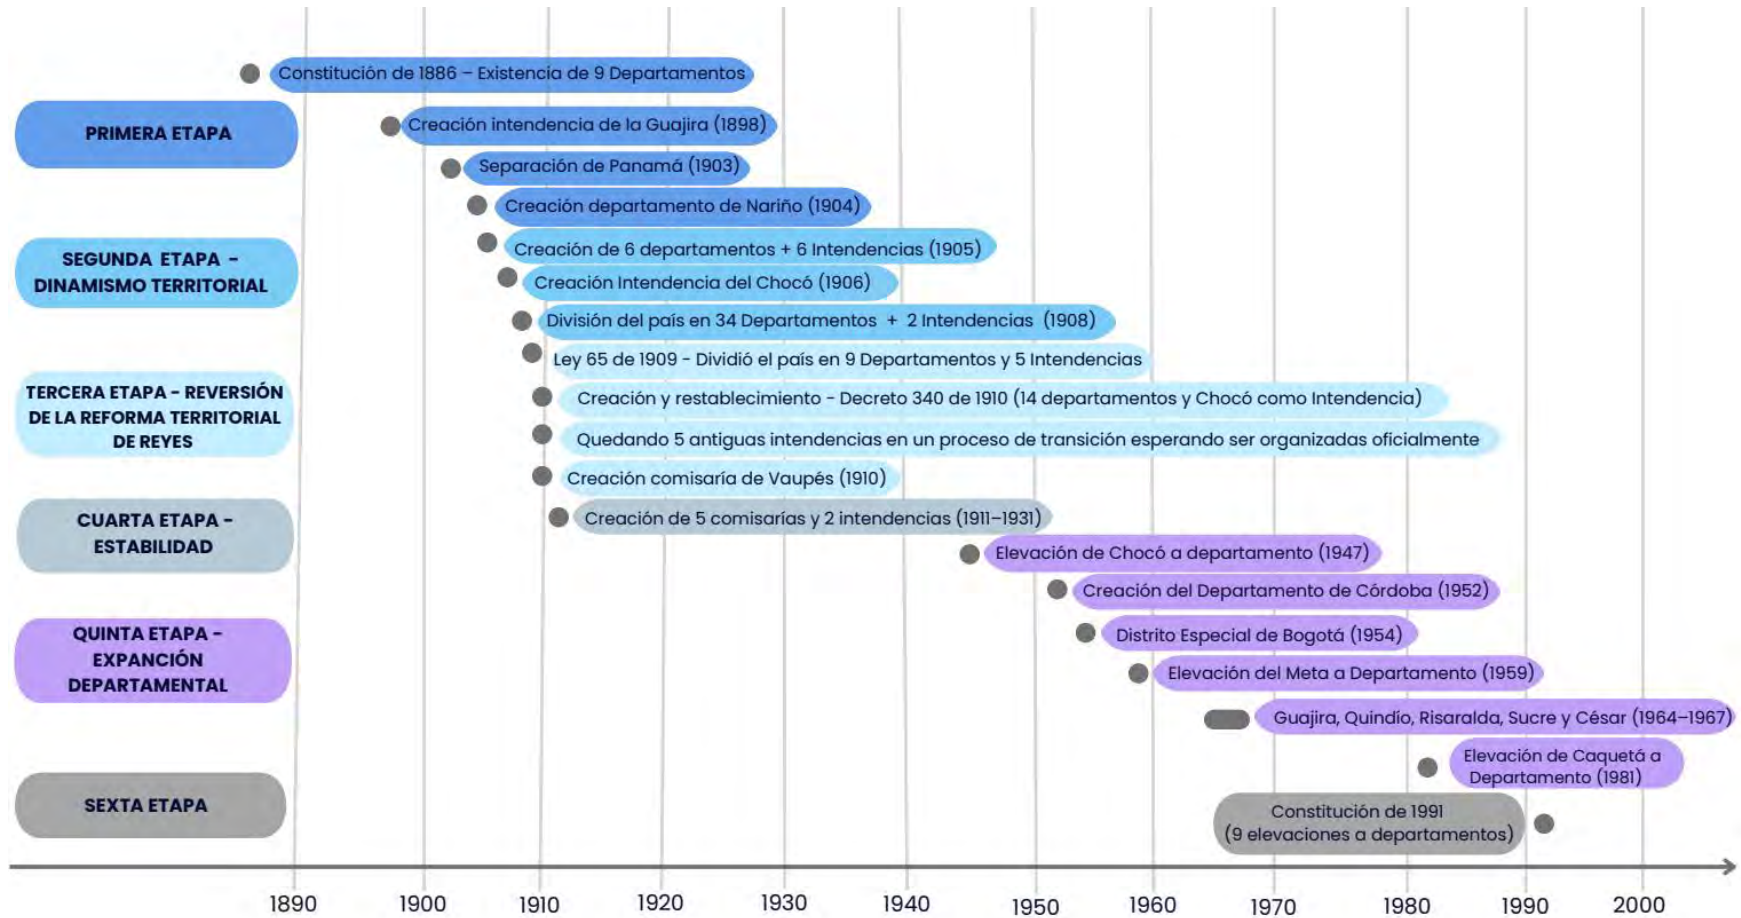 Constitución de 1886 – Existencia de 9 Departamentos
PRIMERA ETAPA
Creación intendencia de la Guajira (1898)
Separación de Panamá (1903)
Creación departamento de Nariño (1904)
SEGUNDA ETAPA -
DINAMISMO TERRITORIAL
Creación de 6 departamentos + 6 Intendencias (1905)
Creación Intendencia del Chocó (1906)
División del país en 34 Departamentos + 2 Intendencias (1908)
Ley 65 de 1909 - Dividió el país en 9 Departamentos y 5 Intendencias
TERCERA ETAPA - REVERSIÓN
DE LA REFORMA TERRITORIAL
DE REYES
Creación y restablecimiento - Decreto 340 de 1910 (14 departamentos y Chocó como Intendencia)
Quedando 5 antiguas intendencias en un proceso de transición esperando ser organizadas oficialmente
Creación comisaría de Vaupés (1910)
CUARTA ETAPA -
ESTABILIDAD
Creación de 5 comisarías y 2 intendencias (1911–1931)
Elevación de Chocó a departamento (1947)
Creación del Departamento de Córdoba (1952)
QUINTA ETAPA -
EXPANCIÓN
DEPARTAMENTAL
Distrito Especial de Bogotá (1954)
Elevación del Meta a Departamento (1959)
Guajira, Quindío, Risaralda, Sucre y César (1964–1967)
Elevación de Caquetá a
Departamento (1981)
SEXTA ETAPA
Constitución de 1991
(9 elevaciones a departamentos)
1890 1900 1910 1920 1930 1940 1950 1960 1970 1980 1990 2000